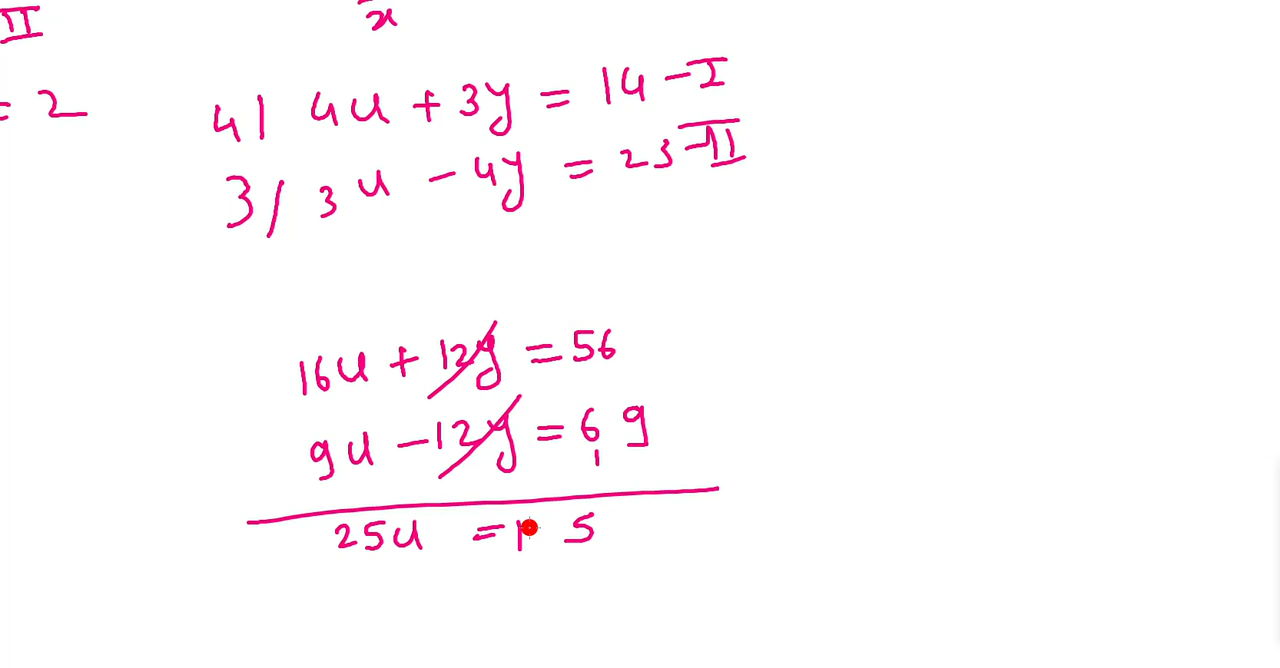 II
x
= 2
4| 4u + 3y = 14 - I
3/ 3u - 4y = 23 - II
16u + 12y = 56
9u - 12y = 69
1
25u = 1 5